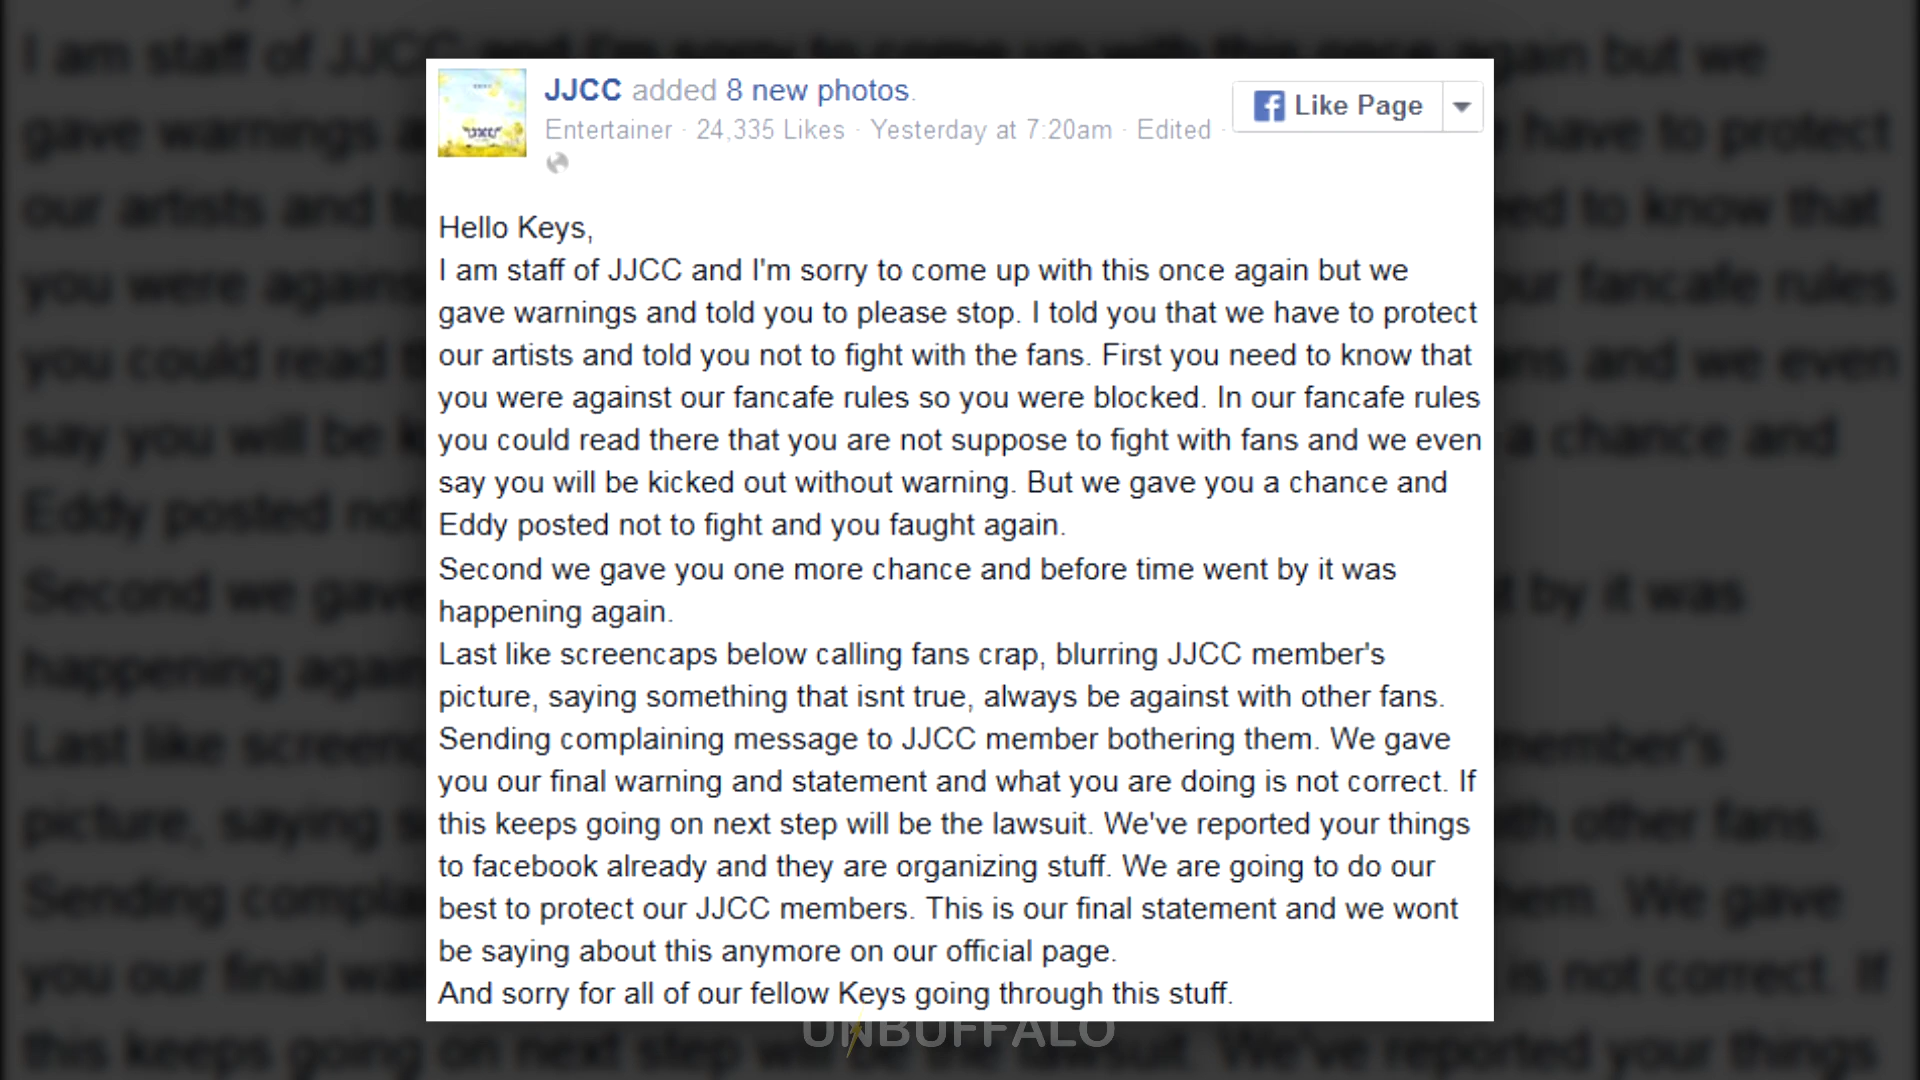 JJCC added 8 new photos.
Entertainer · 24,335 Likes · Yesterday at 7:20am · Edited ·
Like Page
Hello Keys,
I am staff of JJCC and I'm sorry to come up with this once again but we
gave warnings and told you to please stop. I told you that we have to protect
our artists and told you not to fight with the fans. First you need to know that
you were against our fancafe rules so you were blocked. In our fancafe rules
you could read there that you are not suppose to fight with fans and we even
say you will be kicked out without warning. But we gave you a chance and
Eddy posted not to fight and you faught again.
Second we gave you one more chance and before time went by it was
happening again.
Last like screencaps below calling fans crap, blurring JJCC member's
picture, saying something that isnt true, always be against with other fans.
Sending complaining message to JJCC member bothering them. We gave
you our final warning and statement and what you are doing is not correct. If
this keeps going on next step will be the lawsuit. We've reported your things
to facebook already and they are organizing stuff. We are going to do our
best to protect our JJCC members. This is our final statement and we wont
be saying about this anymore on our official page.
And sorry for all of our fellow Keys going through this stuff.
UNBUFFALO